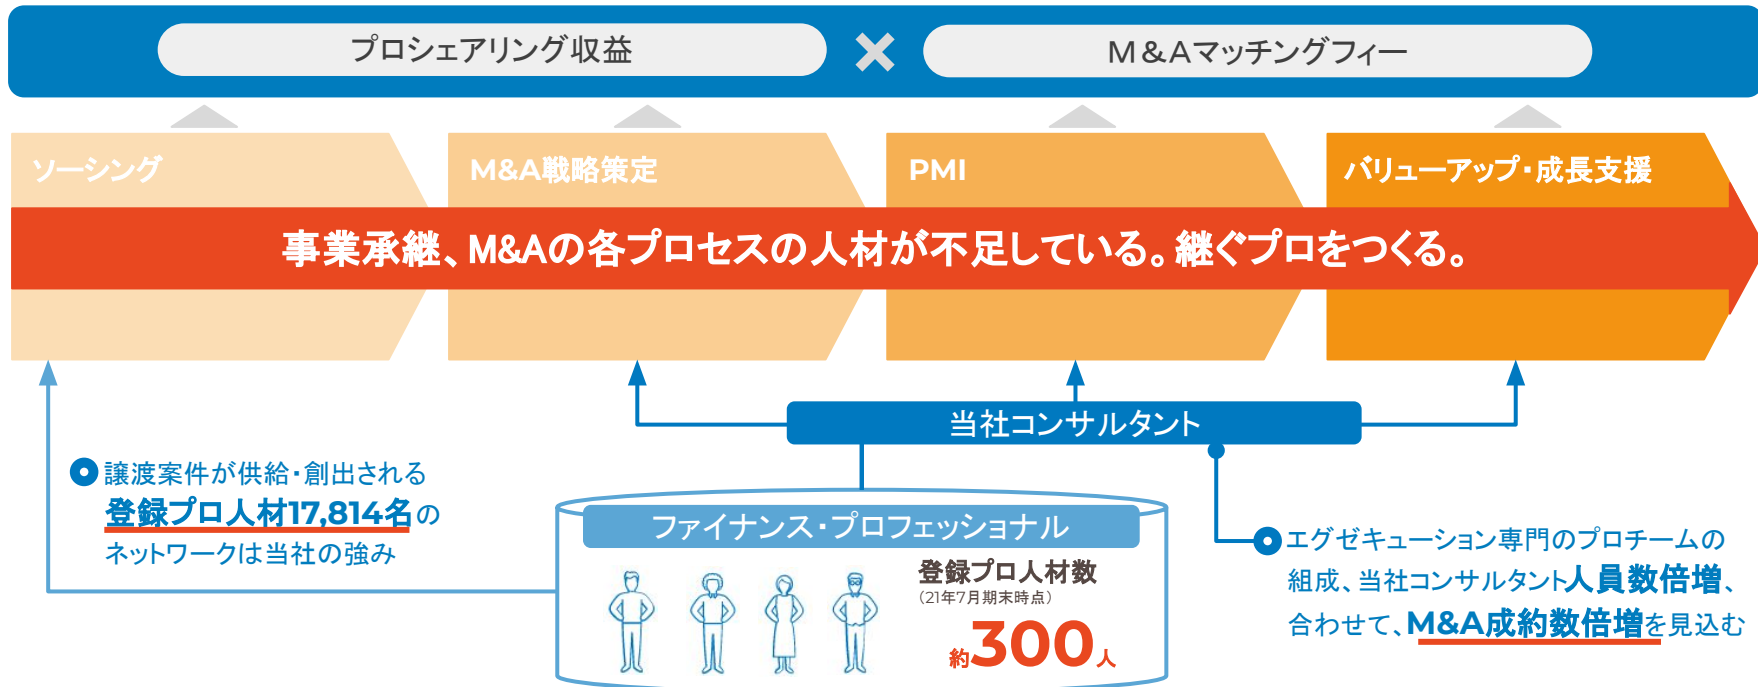 プロシェアリング収益
×
M&Aマッチングフィー
ソーシング
M&A戦略策定
PMI
バリューアップ・成長支援
事業承継、M&Aの各プロセスの人材が不足している。継ぐプロをつくる。
当社コンサルタント
譲渡案件が供給・創出される
登録プロ人材17,814名の
ネットワークは当社の強み
ファイナンス・プロフェッショナル
登録プロ人材数
(21年7月期末時点)
約300人
エグゼキューション専門のプロチームの
組成、当社コンサルタント人員数倍増、
合わせて、M&A成約数倍増を見込む